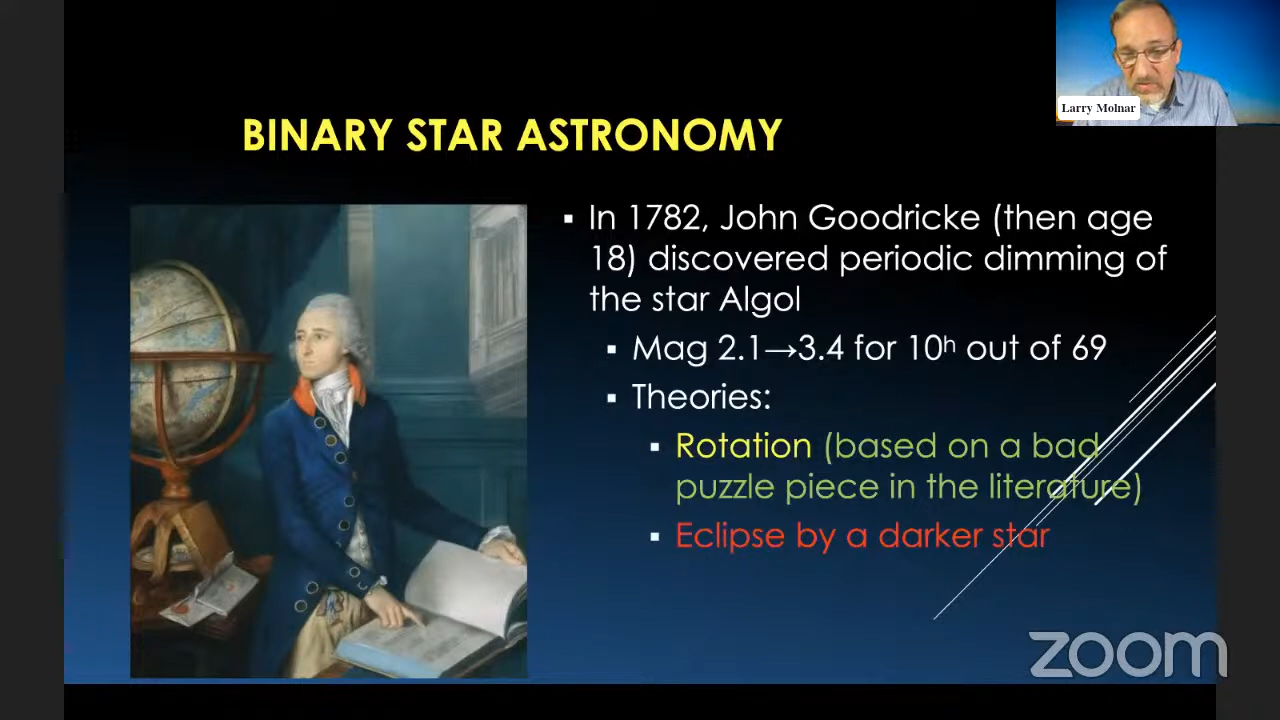 Larry Molnar
BINARY STAR ASTRONOMY
▪ In 1782, John Goodricke (then age
18) discovered periodic dimming of
the star Algol
▪ Mag 2.1→3.4 for 10ʰ out of 69
▪ Theories:
▪ Rotation (based on a bad
puzzle piece in the literature)
▪ Eclipse by a darker star
zoom